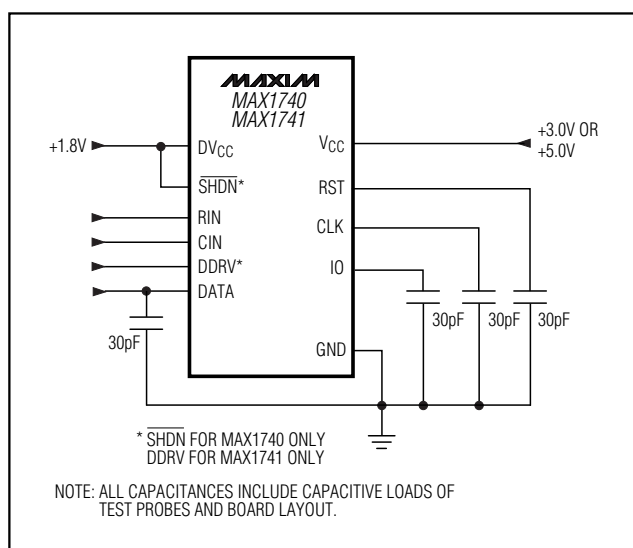 MAXIM
MAX1740
MAX1741
+1.8V
DVCC
SHDN*
RIN
CIN
DDRV*
DATA
30pF
VCC
+3.0V OR
+5.0V
RST
CLK
IO
30pF
30pF
30pF
GND
* SHDN FOR MAX1740 ONLY
DDRV FOR MAX1741 ONLY
NOTE: ALL CAPACITANCES INCLUDE CAPACITIVE LOADS OF
TEST PROBES AND BOARD LAYOUT.